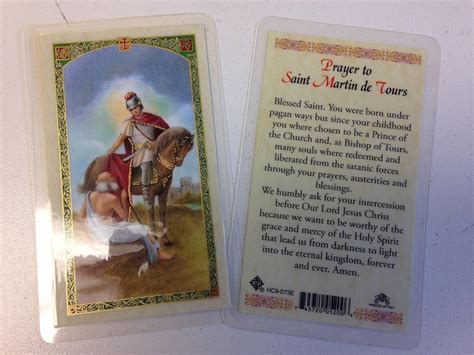 Prayer to
Saint Martin de Tours
Blessed Saint. You were born under
pagan ways but since your childhood
you where chosen to be a Prince of
the Church and, as Bishop of Tours,
many souls where redeemed and
liberated from the satanic forces
through your prayers, austerities and
blessings.
We humbly ask for your intercession
before Our Lord Jesus Christ
because we want to be worthy of the
grace and mercy of the Holy Spirit
that lead us from darkness to light
into the eternal kingdom, forever
and ever. Amen.
HC9-073E